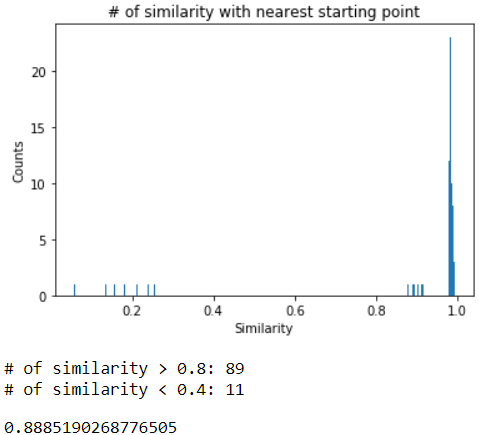 # of similarity with nearest starting point
Counts
20
15
10
5
0
0.2 0.4 0.6 0.8 1.0
Similarity
# of similarity > 0.8: 89
# of similarity < 0.4: 11
0.8885190268776505